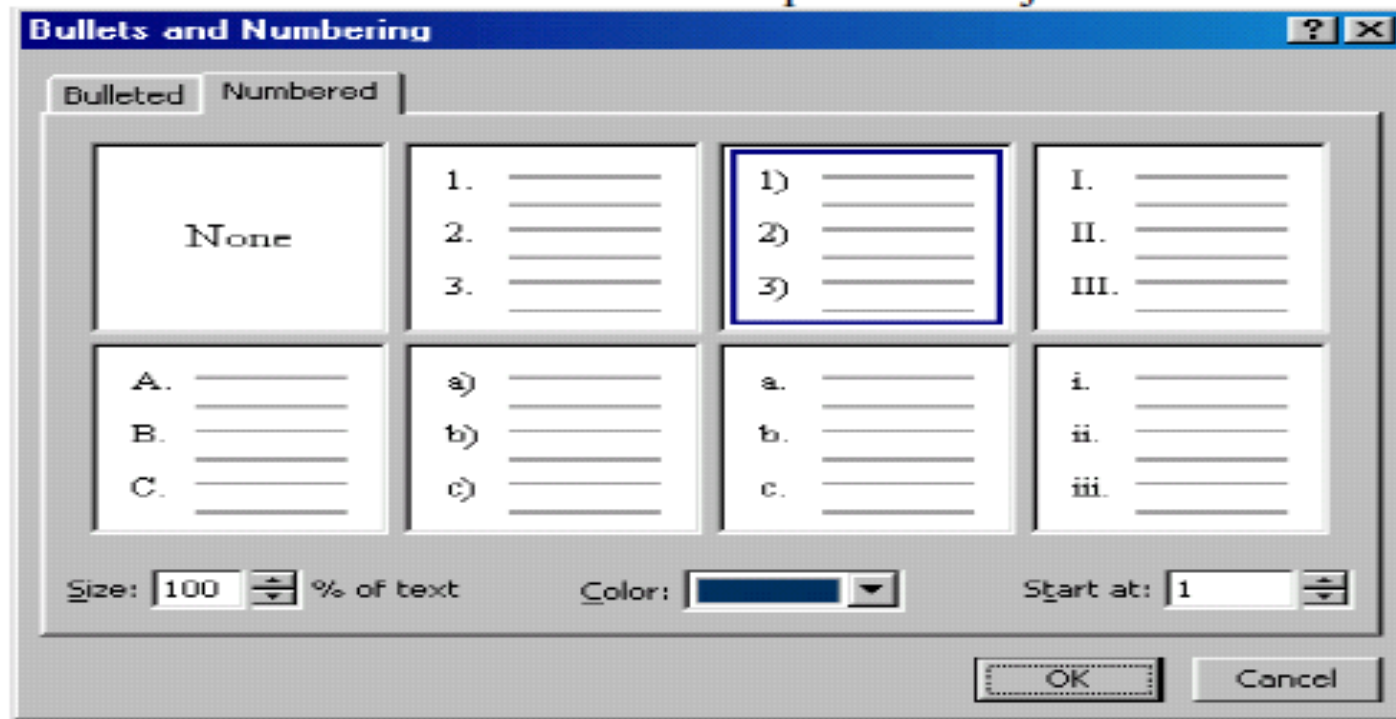 Bullets and Numbering
Bulleted Numbered
None
1.
2.
3.
1)
2)
3)
I.
II.
III.
A.
B.
C.
a)
b)
c)
a.
b.
c.
i.
ii.
iii.
Size: 100 % of text Color: Start at: 1
OK Cancel